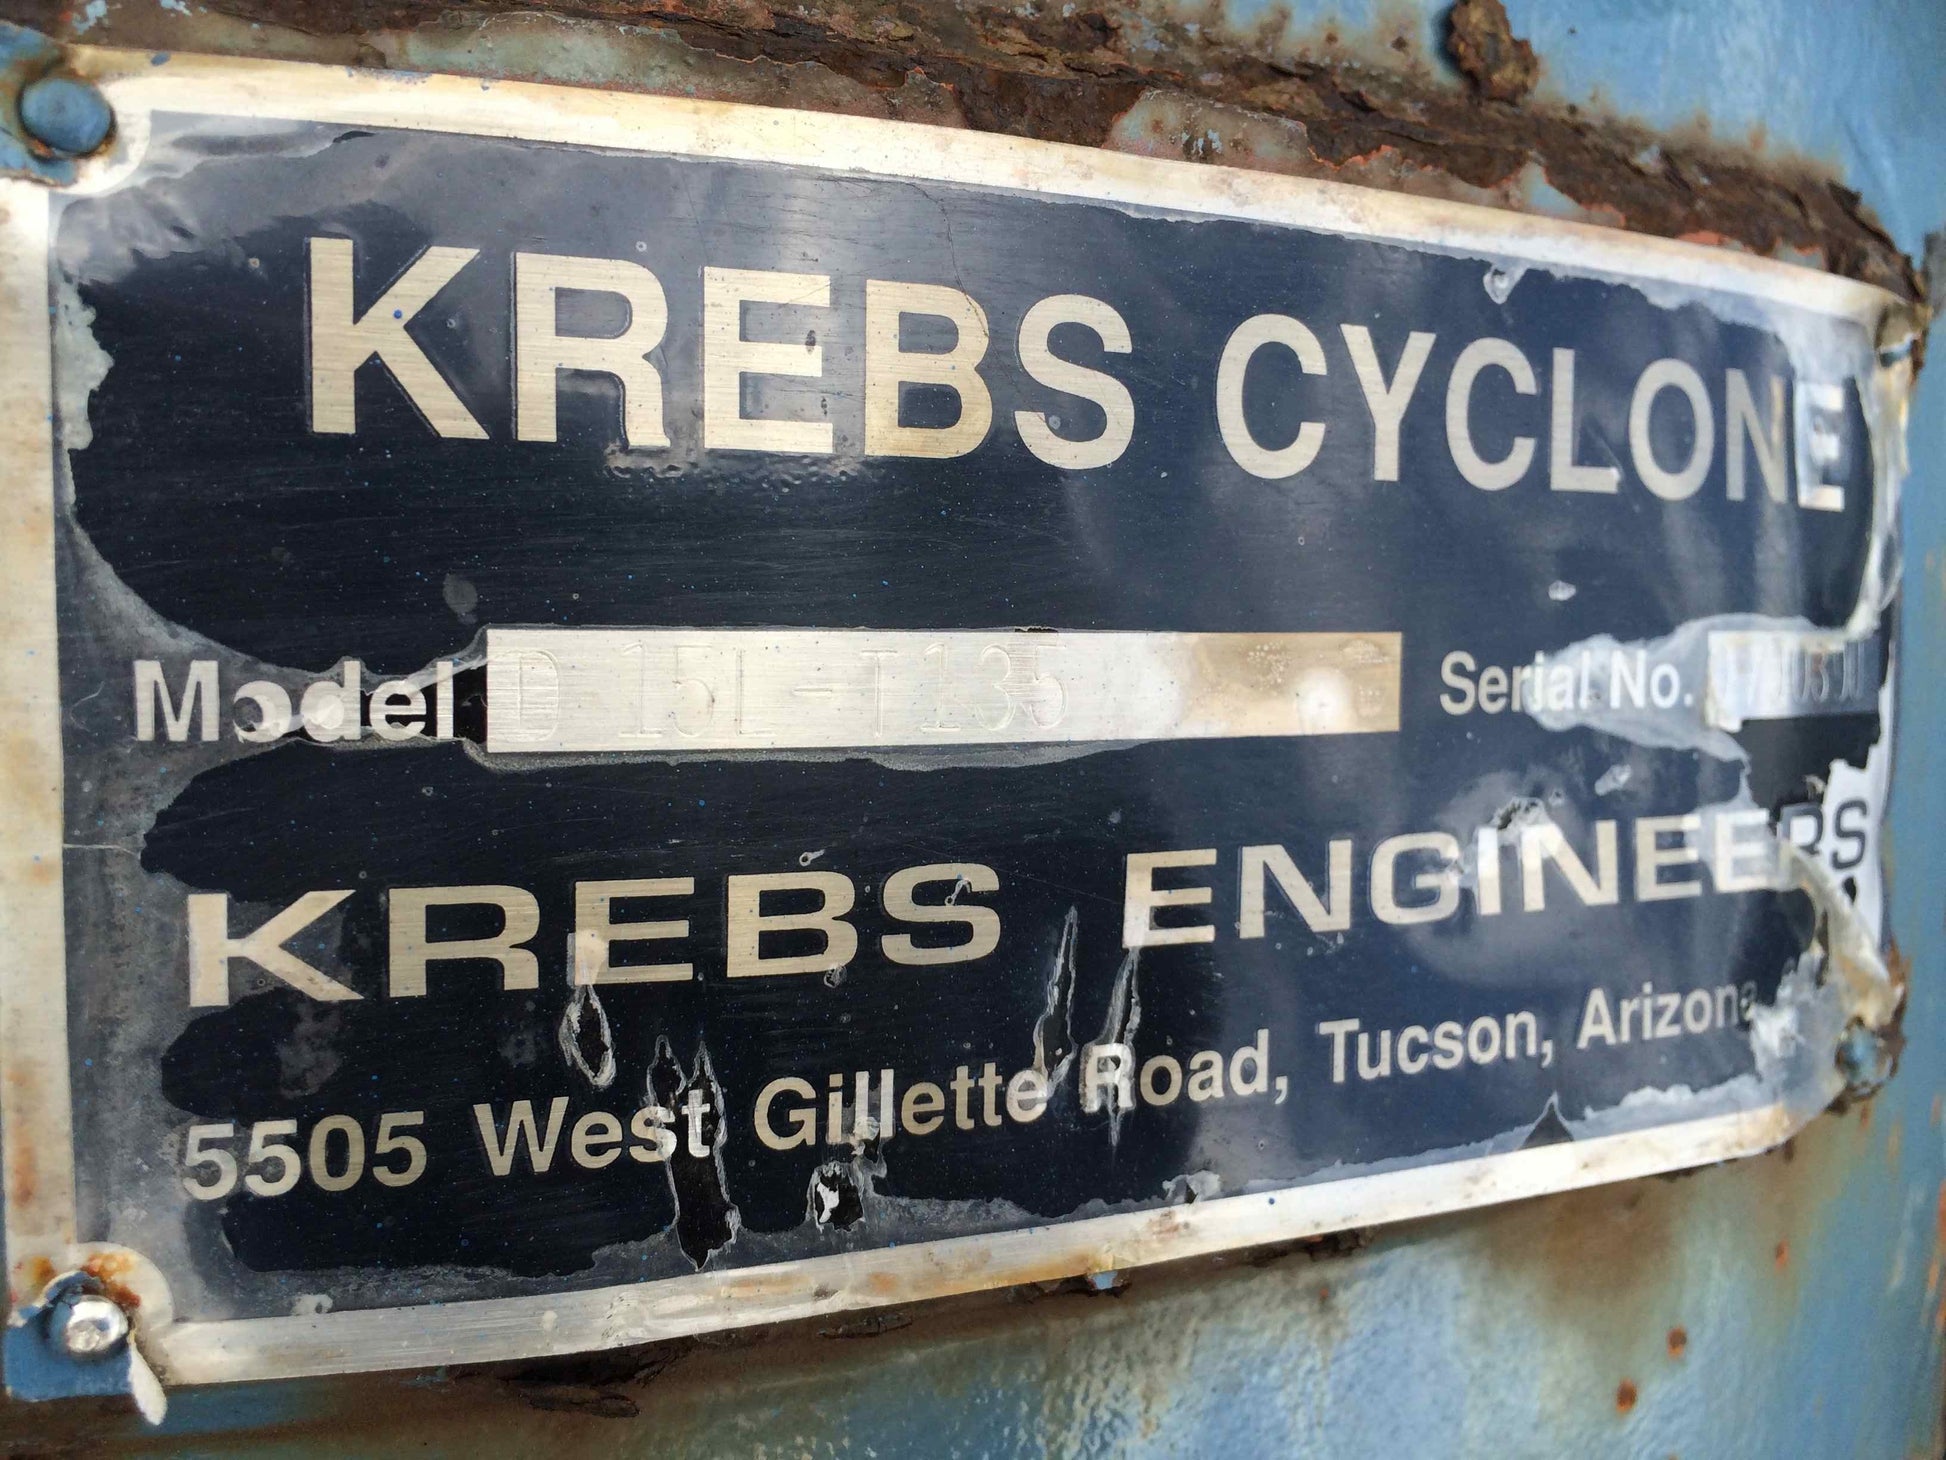 KREBS CYCLONE
Model D 15L-T135 Serial No.
KREBS ENGINEERS
5505 West Gillette Road, Tucson, Arizona